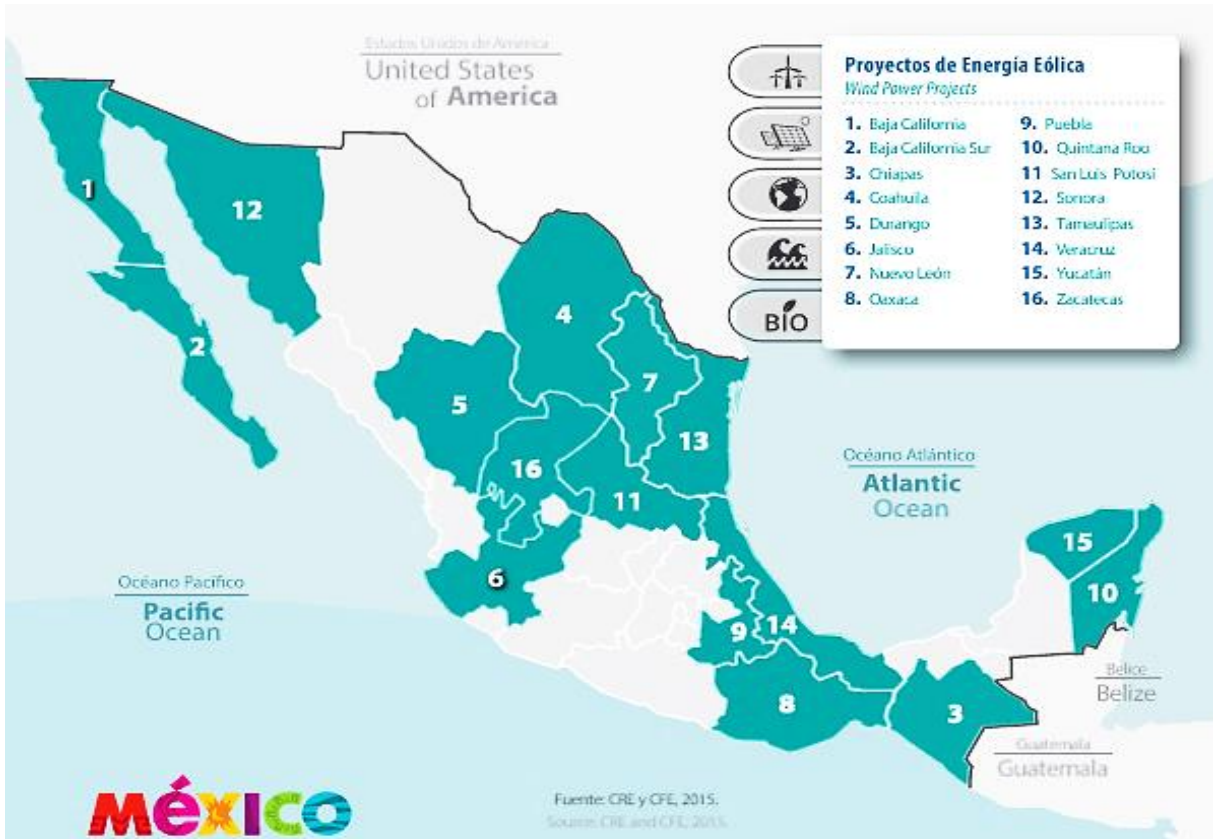 Estados Unidos de America
United States
of America
Proyectos de Energía Eólica
Wind Power Projects
1. Baja California
2. Baja California Sur
3. Chiapas
4. Coahuila
5. Durango
6. Jalisco
7. Nuevo León
8. Oaxaca
9. Puebla
10. Quintana Roo
11 San Luis Potosí
12. Sonora
13. Tamaulipas
14. Veracruz
15. Yucatán
16. Zacatecas
BIO
1
12
2
4
7
5
13
16
11
6
9
14
8
3
15
10
Océano Atlántico
Atlantic
Ocean
Océano Pacífico
Pacific
Ocean
Belice
Belize
Guatemala
Guatemala
MéXICO
Fuente: CRE y CFE, 2015.
Source: CRE and CFE, 2015.